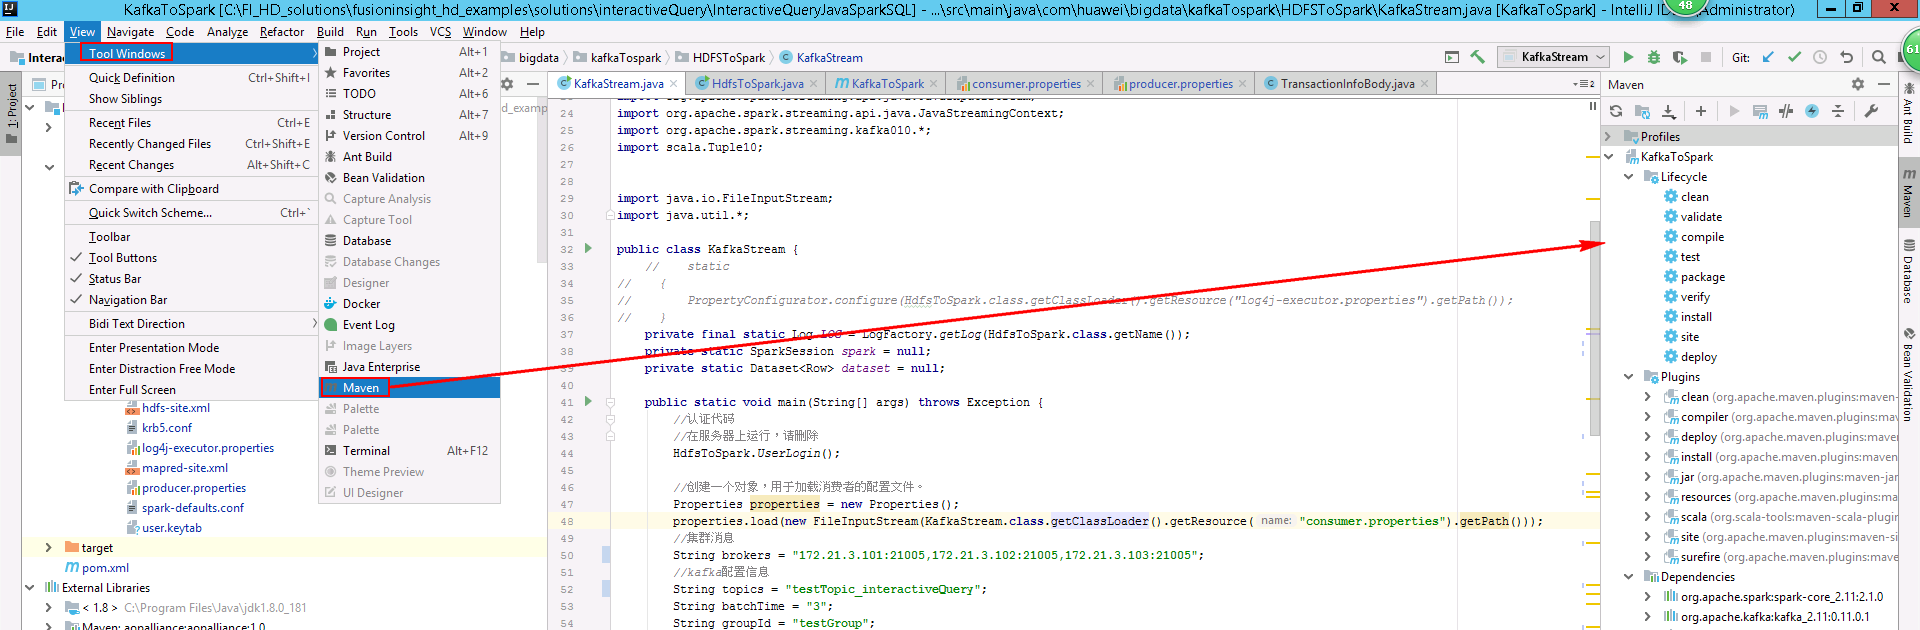 KafkaToSpark [C:\FI_HD_solutions\fusioninsight_hd_examples\solutions\interactiveQuery\InteractiveQueryJavaSparkSQL] - ...\src\main\java\com\huawei\bigdata\kafkaTospark\HDFSToSpark\KafkaStream.java [KafkaToSpark] - IntelliJ ID
Administrator)
48
File Edit View Navigate Code Analyze Refactor Build Run Tools VCS Window Help
Intera
bigdata kafkaTospark HDFSToSpark KafkaStream
KafkaStream
Git:
61
1: Project
Pr
Tool Windows
Quick Definition Ctrl+Shift+I
Show Siblings
Recent Files Ctrl+E
Recently Changed Files Ctrl+Shift+E
Recent Changes Alt+Shift+C
Compare with Clipboard
Quick Switch Scheme... Ctrl+`
Toolbar
Tool Buttons
Status Bar
Navigation Bar
Bidi Text Direction
Enter Presentation Mode
Enter Distraction Free Mode
Enter Full Screen
hdfs-site.xml
krb5.conf
log4j-executor.properties
mapred-site.xml
producer.properties
spark-defaults.conf
user.keytab
target
pom.xml
External Libraries
< 1.8 > C:\Program Files\Java\jdk1.8.0_181
Maven: aopalliance:aopalliance:1.0
Project Alt+1
Favorites Alt+2
TODO Alt+6
Structure Alt+7
Version Control Alt+9
Ant Build
Bean Validation
Capture Analysis
Capture Tool
Database
Database Changes
Designer
Docker
Event Log
Image Layers
Java Enterprise
Maven
Palette
Palette
Terminal Alt+F12
Theme Preview
UI Designer
d_examp
KafkaStream.java HdfsToSpark.java KafkaToSpark consumer.properties producer.properties TransactionInfoBody.java
2
24 import org.apache.spark.streaming.api.java.JavaStreamingContext;
25 import org.apache.spark.streaming.kafka010.*;
26 import scala.Tuple10;
27
28
29 import java.io.FileInputStream;
30 import java.util.*;
31
32 public class KafkaStream {
33 // static
34 // {
35 // PropertyConfigurator.configure(HdfsToSpark.class.getClassLoader().getResource("log4j-executor.properties").getPath());
36 // }
37 private final static Log LOG = LogFactory.getLog(HdfsToSpark.class.getName());
38 private static SparkSession spark = null;
39 private static Dataset<Row> dataset = null;
40
41 public static void main(String[] args) throws Exception {
42 //认证代码
43 //在服务器上运行，请删除
44 HdfsToSpark.UserLogin();
45
46 //创建一个对象，用于加载消费者的配置文件。
47 Properties properties = new Properties();
48 properties.load(new FileInputStream(KafkaStream.class.getClassLoader().getResource( name: "consumer.properties").getPath()));
49 //集群消息
50 String brokers = "172.21.3.101:21005,172.21.3.102:21005,172.21.3.103:21005";
51 //kafka配置信息
52 String topics = "testTopic_interactiveQuery";
53 String batchTime = "3";
54 String groupId = "testGroup";
Maven
Profiles
KafkaToSpark
Lifecycle
clean
validate
compile
test
package
verify
install
site
deploy
Plugins
clean (org.apache.maven.plugins:maven-
compiler (org.apache.maven.plugins:mave
deploy (org.apache.maven.plugins:maven
install (org.apache.maven.plugins:maven
jar (org.apache.maven.plugins:maven-jar
resources (org.apache.maven.plugins:mav
scala (org.scala-tools:maven-scala-plugin
site (org.apache.maven.plugins:maven-si
surefire (org.apache.maven.plugins:mave
Dependencies
org.apache.spark:spark-core_2.11:2.1.0
org.apache.kafka:kafka_2.11:0.11.0.1
Ant Build
Maven
Database
Bean Validation